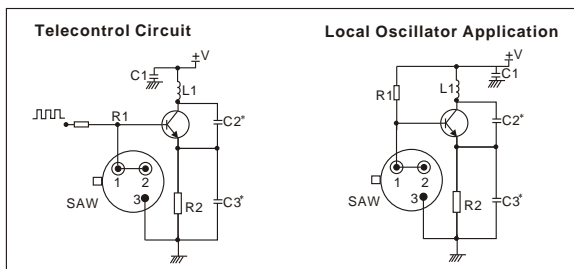 Telecontrol Circuit
+V
C1
L1
R1
C2*
1 2
3
SAW
R2
C3*
Local Oscillator Application
+V
C1
L1
R1
C2*
1 2
3
SAW
R2
C3*